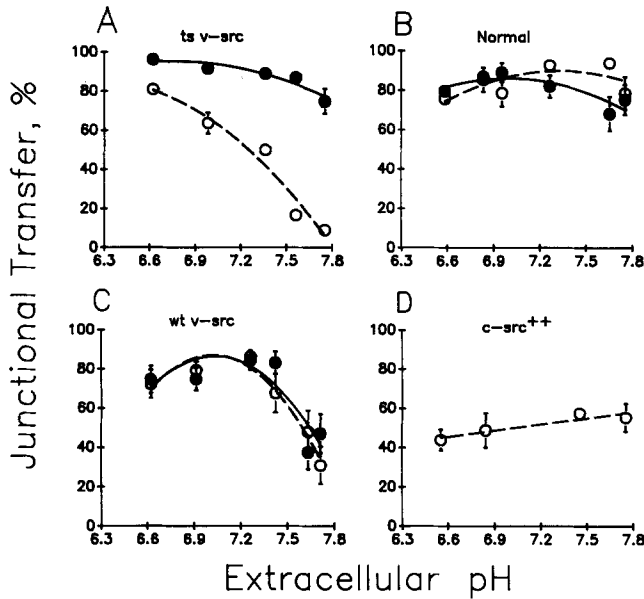 Junctional Transfer, %
A
ts v-src
100
80
60
40
20
0
6.3 6.6 6.9 7.2 7.5 7.8
B
Normal
100
80
60
40
20
0
6.3 6.6 6.9 7.2 7.5 7.8
C
wt v-src
100
80
60
40
20
0
6.3 6.6 6.9 7.2 7.5 7.8
D
c-src++
100
80
60
40
20
0
6.3 6.6 6.9 7.2 7.5 7.8
Extracellular pH